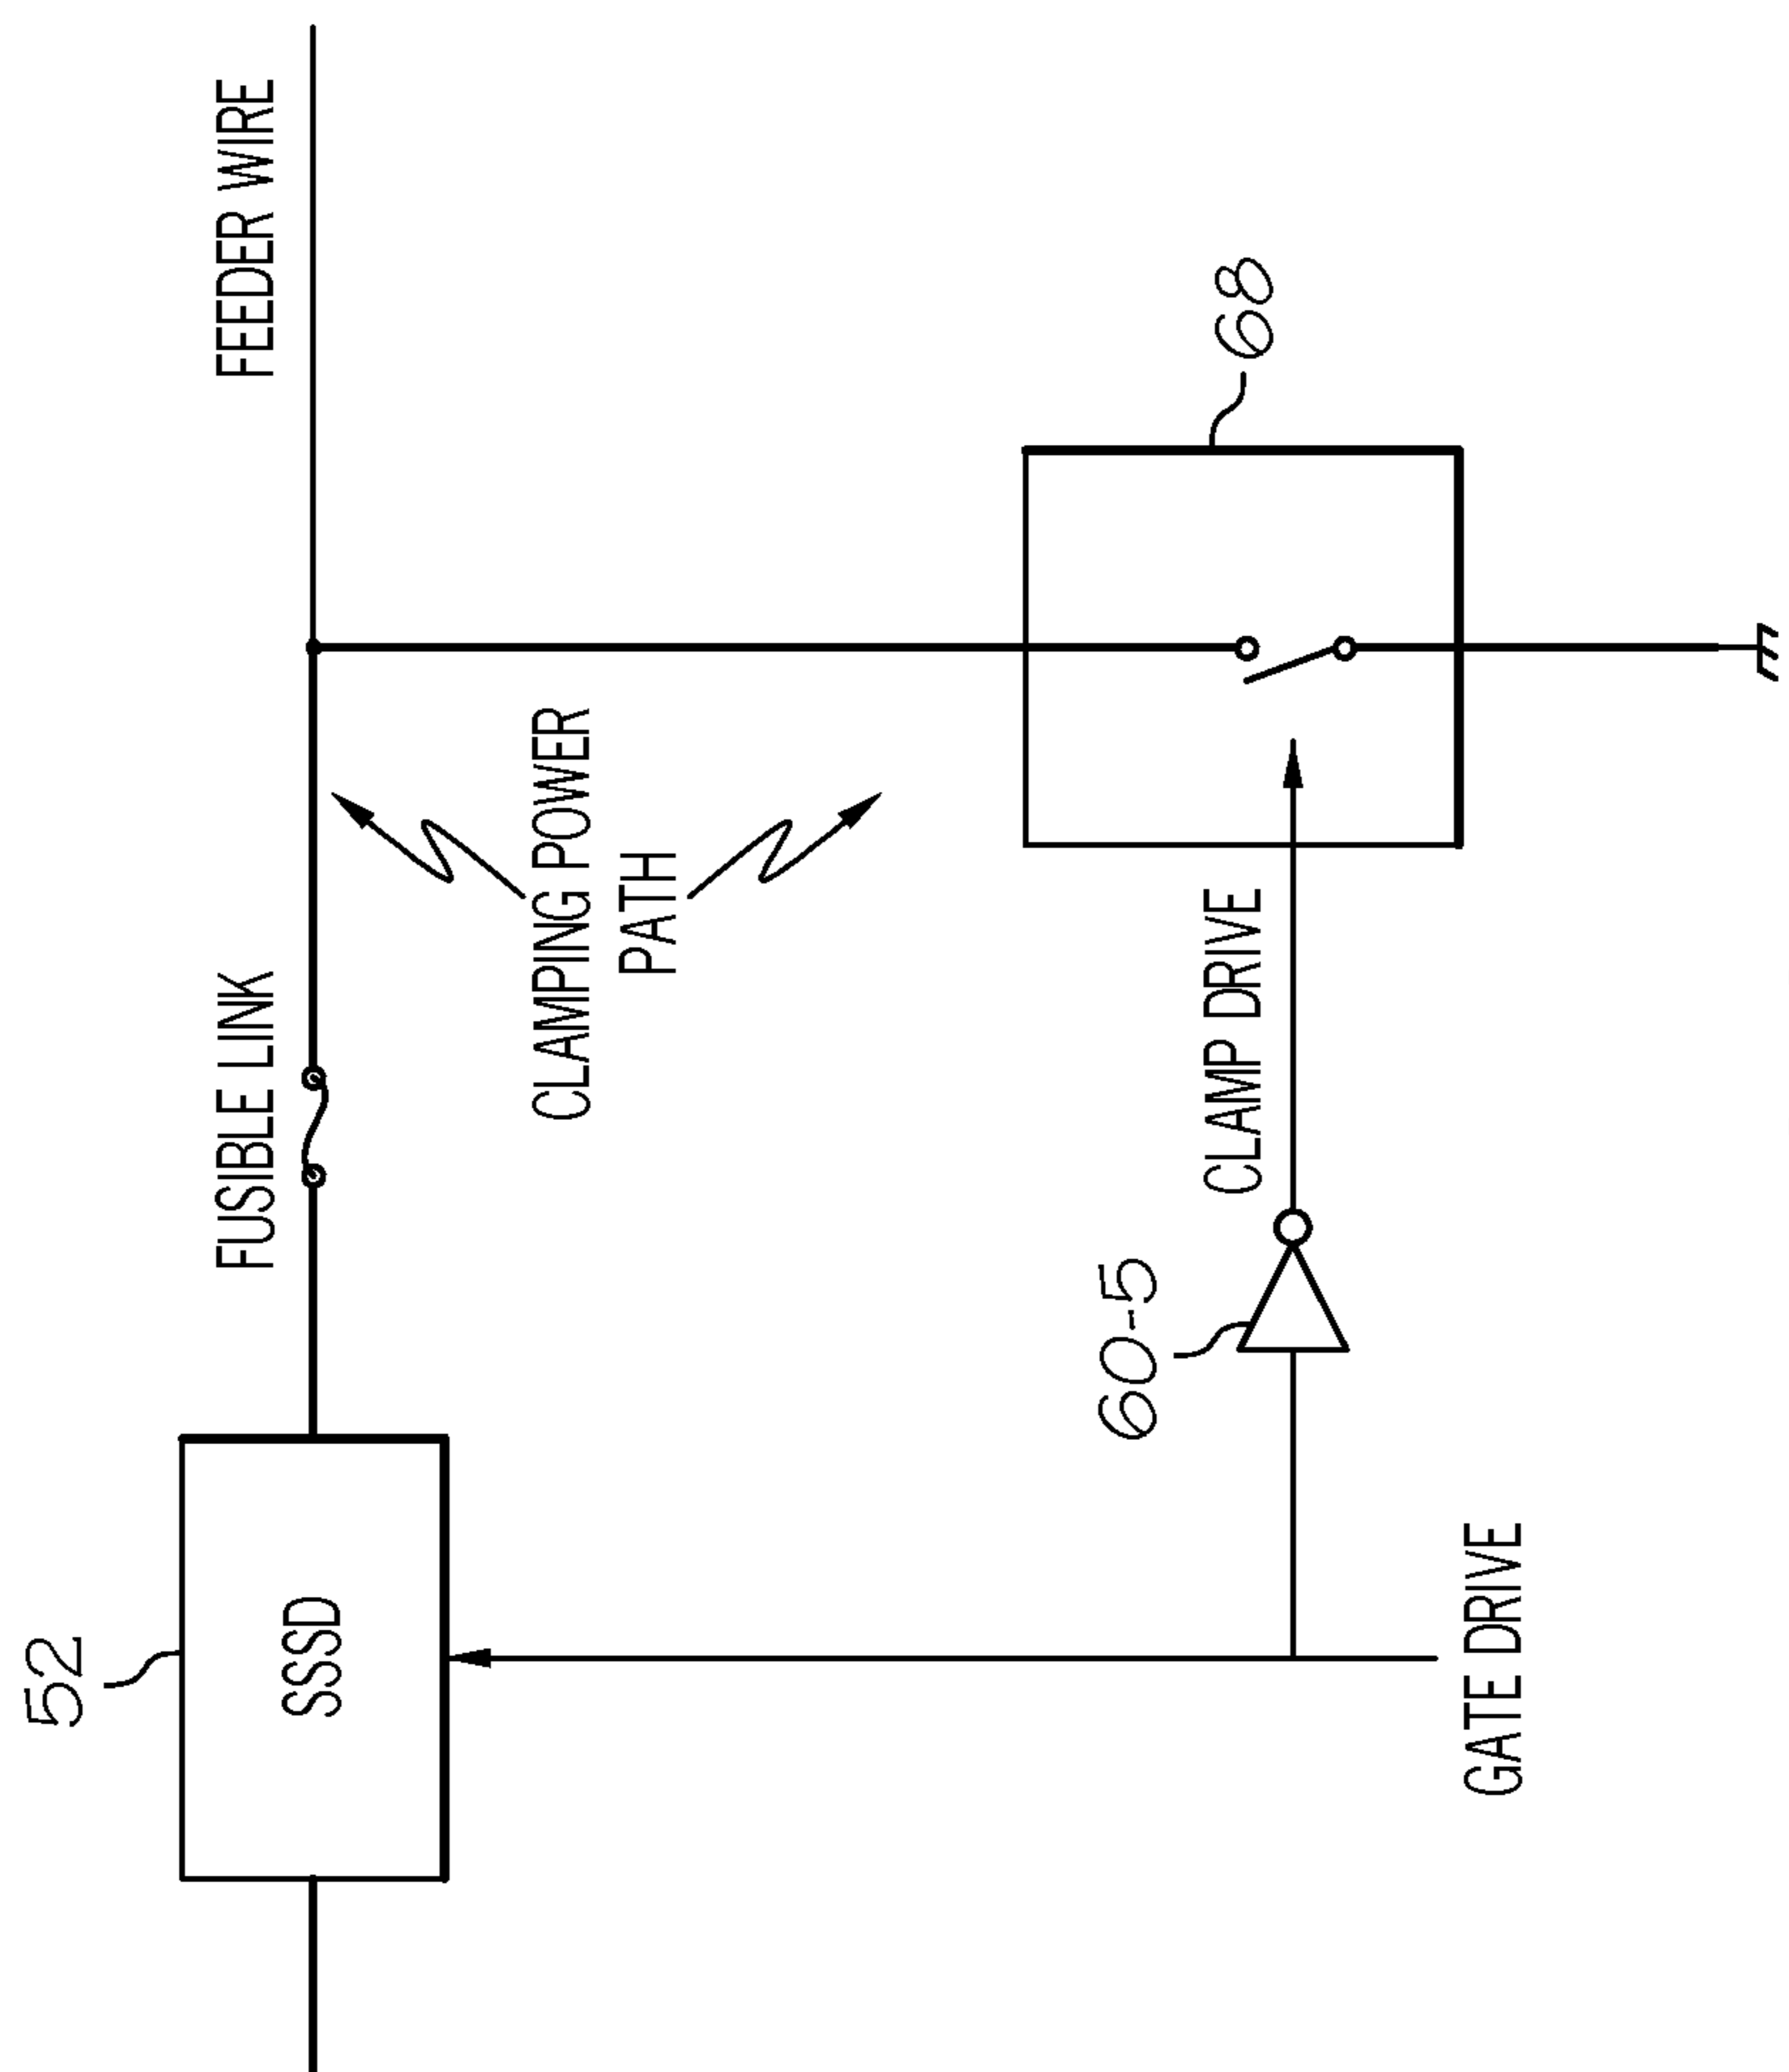 52
SSSD
FUSIBLE LINK
FEEDER WIRE
CLAMPING POWER
PATH
60-5
CLAMP DRIVE
68
GATE DRIVE